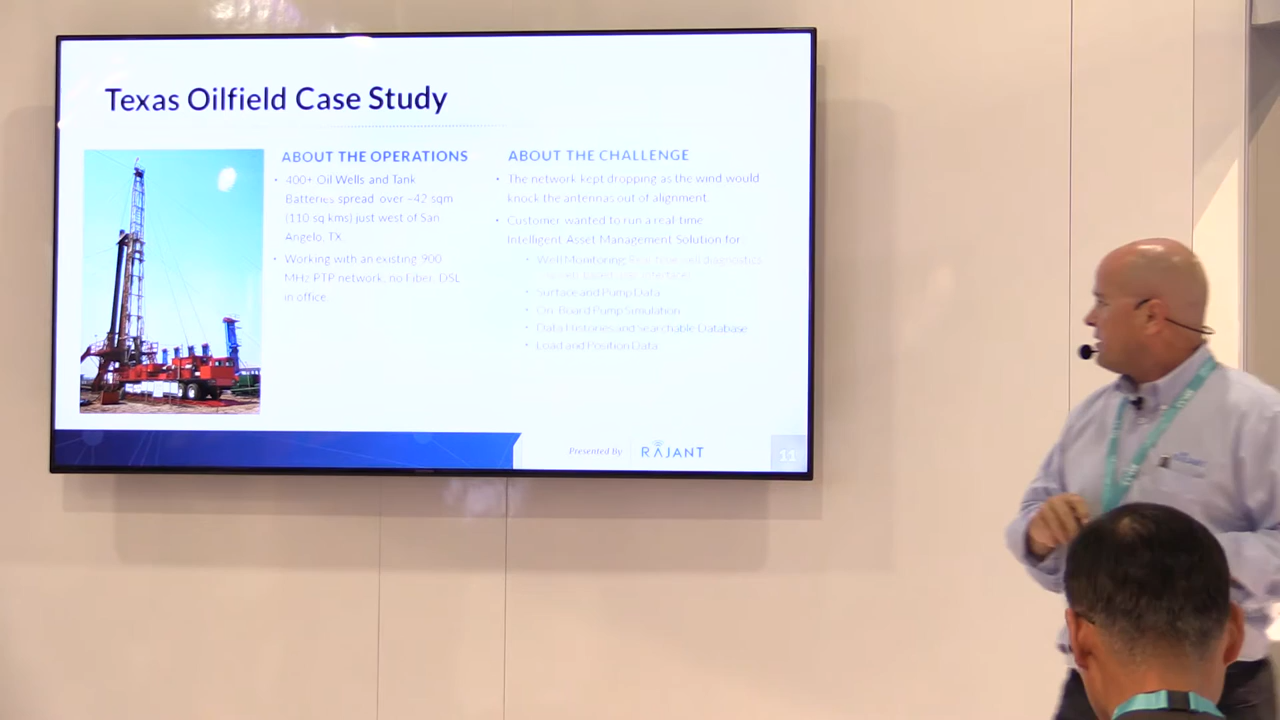 Texas Oilfield Case Study
ABOUT THE OPERATIONS
• 400+ Oil Wells and Tank
Batteries spread over ~42 sqm
(110 sq kms) just west of San
Angelo, TX.
• Working with an existing 900
MHz PTP network, no Fiber, DSL
in office.
ABOUT THE CHALLENGE
• The network kept dropping as the wind would
knock the antennas out of alignment.
• Customer wanted to run a real-time
Intelligent Asset Management Solution for
• Well Monitoring diagnostics
• Surface and Pump Data
• On-Board Pump Simulation
• Data Histories and Searchable Database
• Load and Position Data
Presented By RAJANT
11